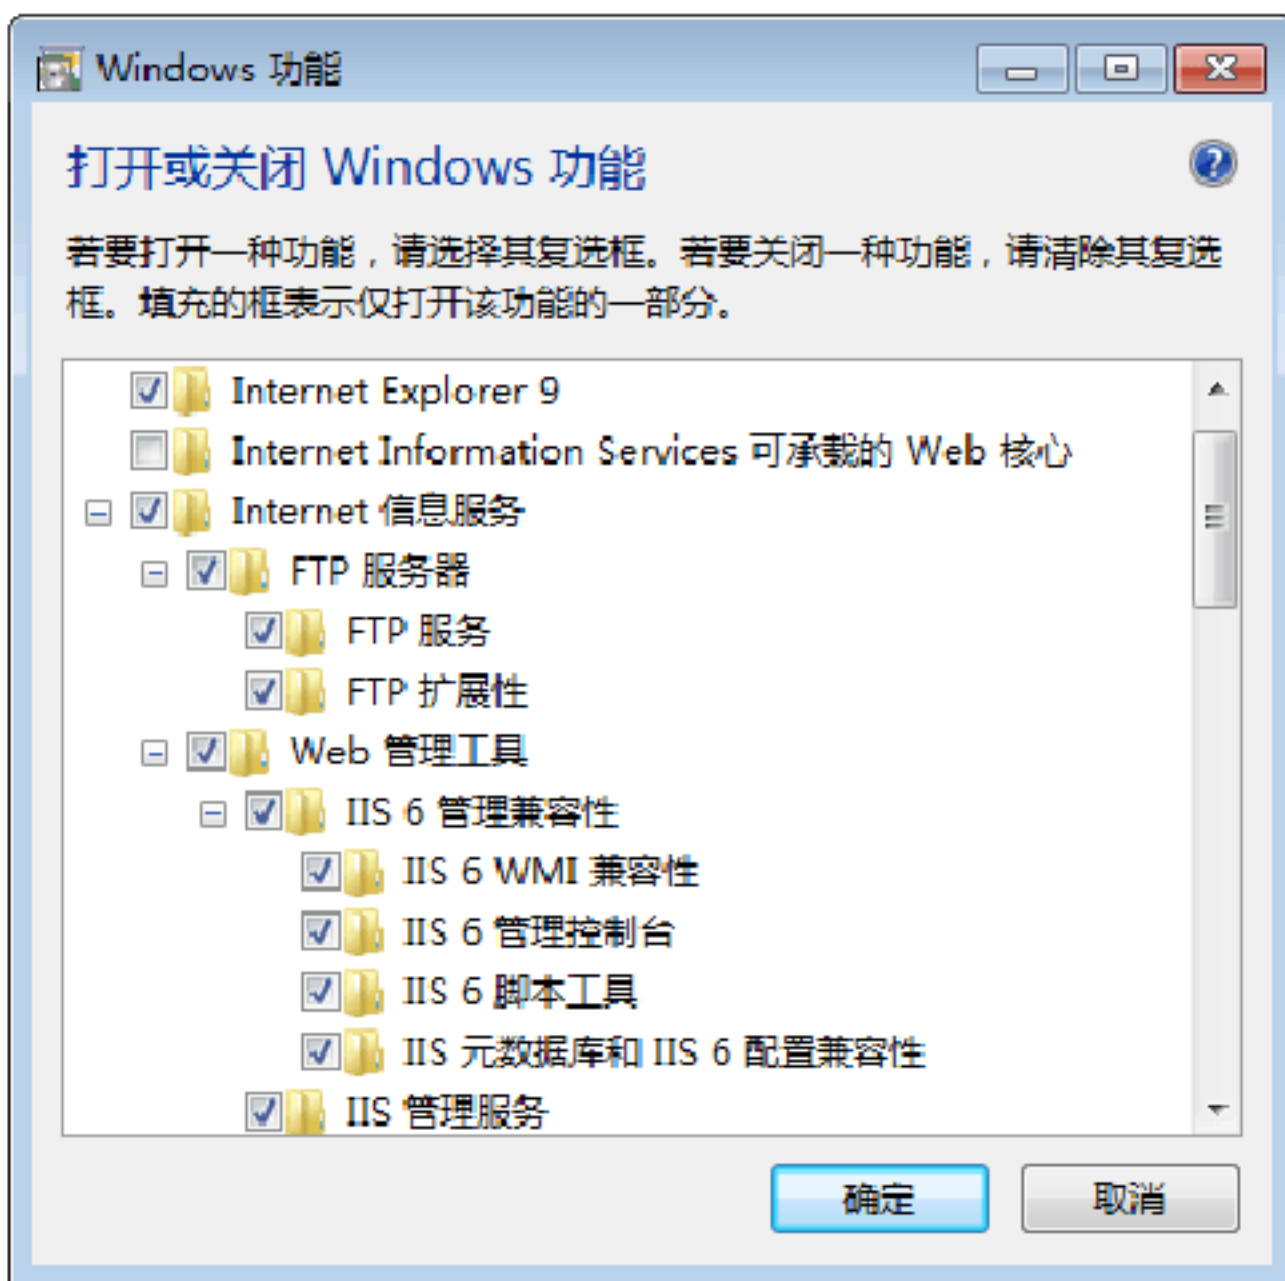 Windows 功能
打开或关闭 Windows 功能
若要打开一种功能，请选择其复选框。若要关闭一种功能，请清除其复选
框。填充的框表示仅打开该功能的一部分。
Internet Explorer 9
Internet Information Services 可承载的 Web 核心
Internet 信息服务
FTP 服务器
FTP 服务
FTP 扩展性
Web 管理工具
IIS 6 管理兼容性
IIS 6 WMI 兼容性
IIS 6 管理控制台
IIS 6 脚本工具
IIS 元数据库和 IIS 6 配置兼容性
IIS 管理服务
确定 取消